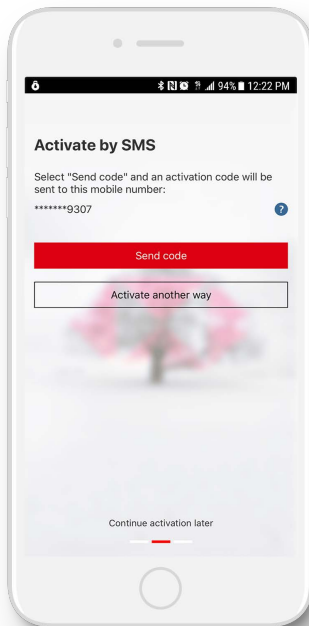 94% 12:22 PM
Activate by SMS
Select "Send code" and an activation code will be
sent to this mobile number:
*******9307
?
Send code
Activate another way
Continue activation later